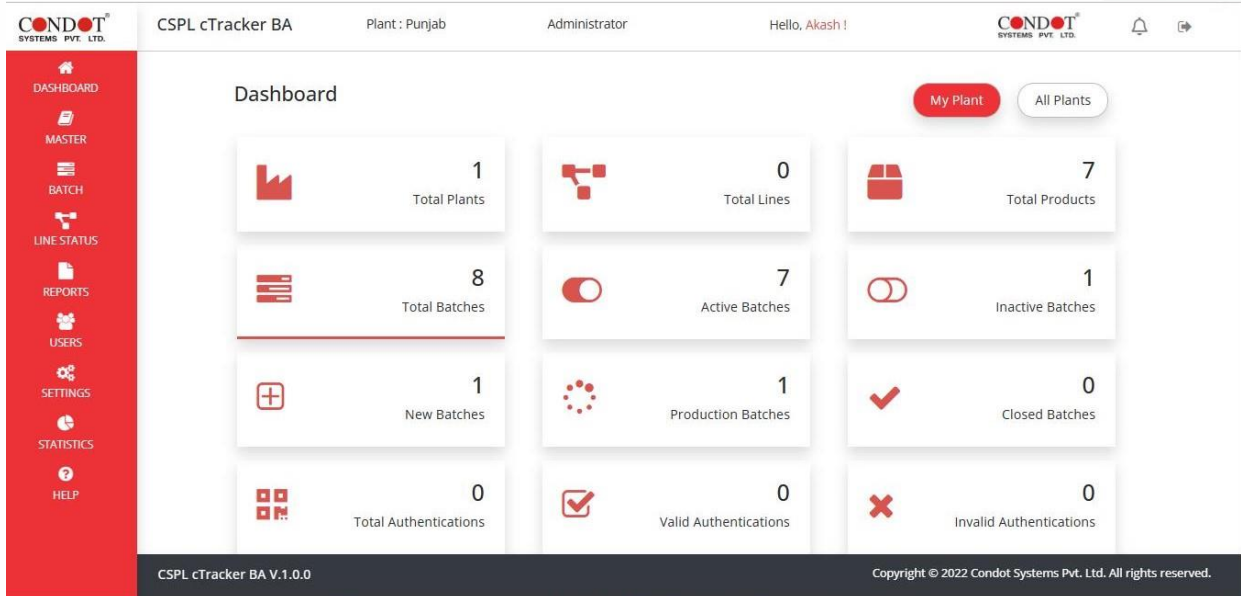 CONDOT®
SYSTEMS PVT. LTD.
CSPL cTracker BA
Plant : Punjab
Administrator
Hello, Akash !
CONDOT®
SYSTEMS PVT. LTD.
DASHBOARD
MASTER
BATCH
LINE STATUS
REPORTS
USERS
SETTINGS
STATISTICS
HELP
Dashboard
My Plant
All Plants
1
Total Plants
0
Total Lines
7
Total Products
8
Total Batches
7
Active Batches
1
Inactive Batches
1
New Batches
1
Production Batches
0
Closed Batches
0
Total Authentications
0
Valid Authentications
0
Invalid Authentications
CSPL cTracker BA V.1.0.0
Copyright © 2022 Condot Systems Pvt. Ltd. All rights reserved.